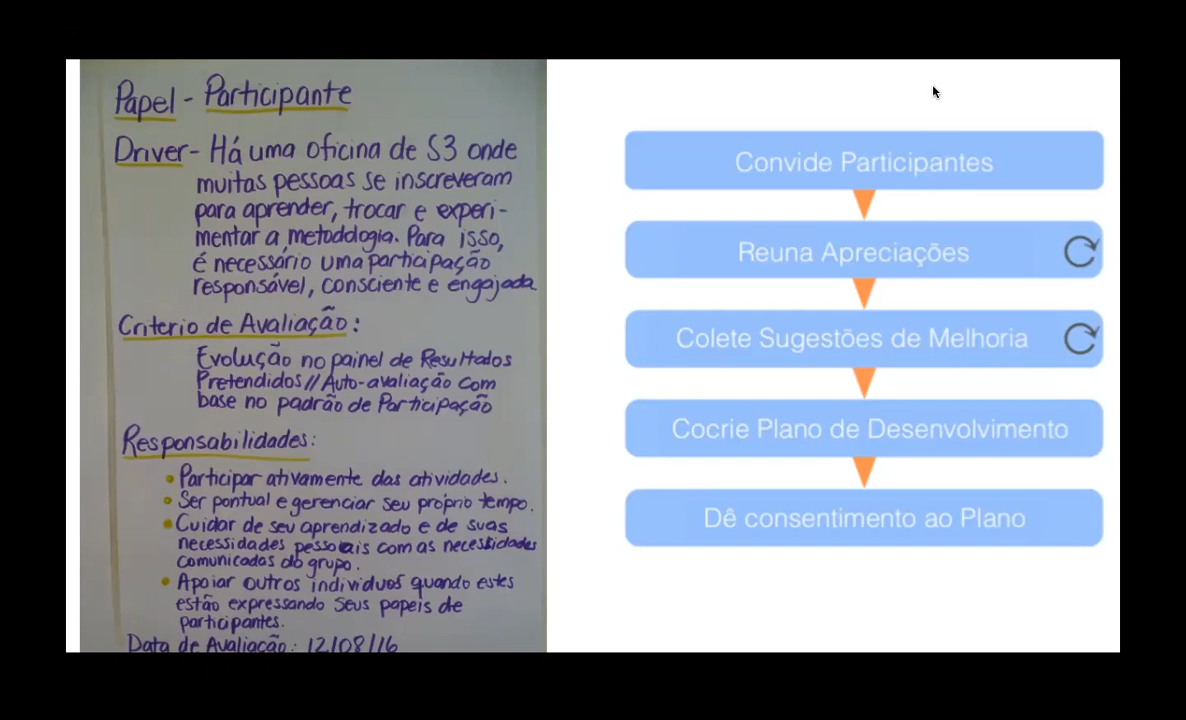 Papel - Participante
Driver - Há uma oficina de S3 onde
muitas pessoas se inscreveram
para aprender, trocar e experi-
mentar a metodologia. Para isso,
é necessário uma participação
responsável, consciente e engajada
Criterio de Avaliação:
Evolução no painel de Resultados
Pretendidos // Auto-avaliação com
base no padrão de Participação
Responsabilidades:
• Participar ativamente das atividades.
• Ser pontual e gerenciar seu próprio tempo.
• Cuidar de seu aprendizado e de suas
necessidades pessoais com as necessidades
comunicadas do grupo.
• Apoiar outros individuos quando estes
estão expressando seus papeis de
participantes.
Data de Avaliação: 12/08/16
Convide Participantes
Reuna Apreciações
Colete Sugestões de Melhoria
Cocrie Plano de Desenvolvimento
Dê consentimento ao Plano